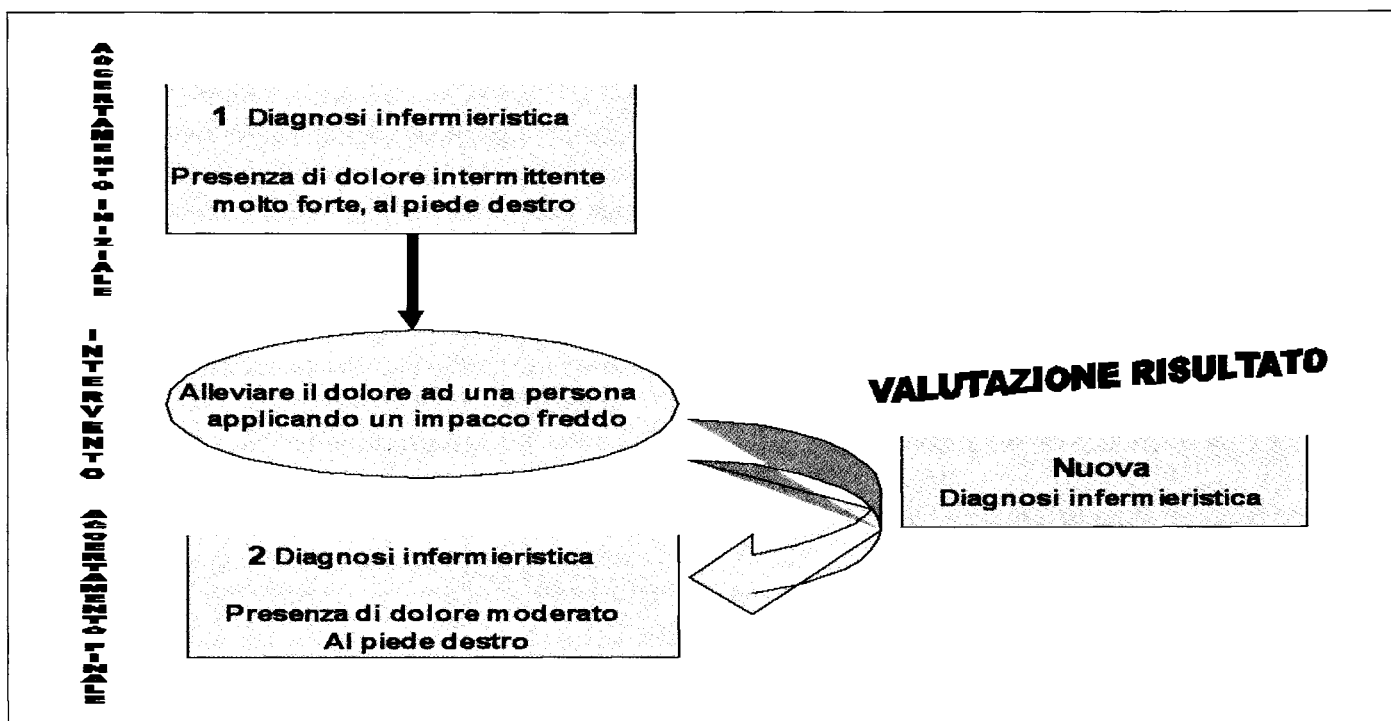 ACCERTAMENTO INIZIALE
1 Diagnosi infermieristica
Presenza di dolore intermittente
molto forte, al piede destro
INTERVENTO
Alleviare il dolore ad una persona
applicando un impacco freddo
VALUTAZIONE RISULTATO
Nuova
Diagnosi infermieristica
ACCERTAMENTO FINALE
2 Diagnosi infermieristica
Presenza di dolore moderato
Al piede destro